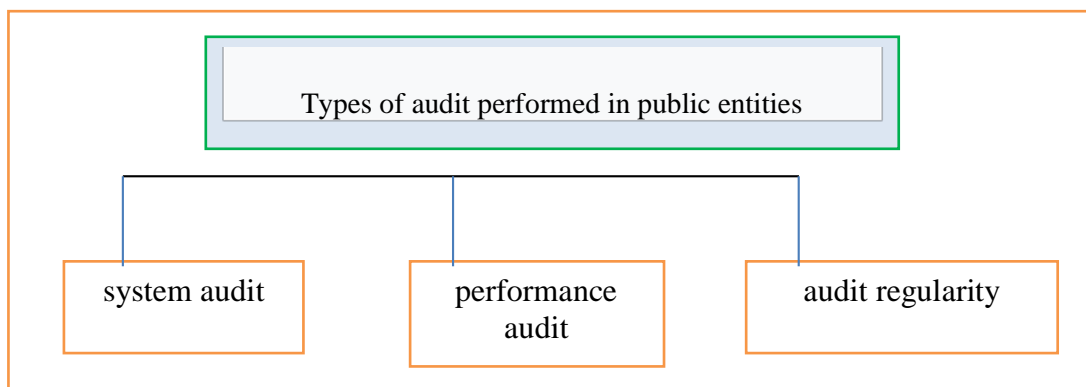 Types of audit performed in public entities
system audit
performance
audit
audit regularity